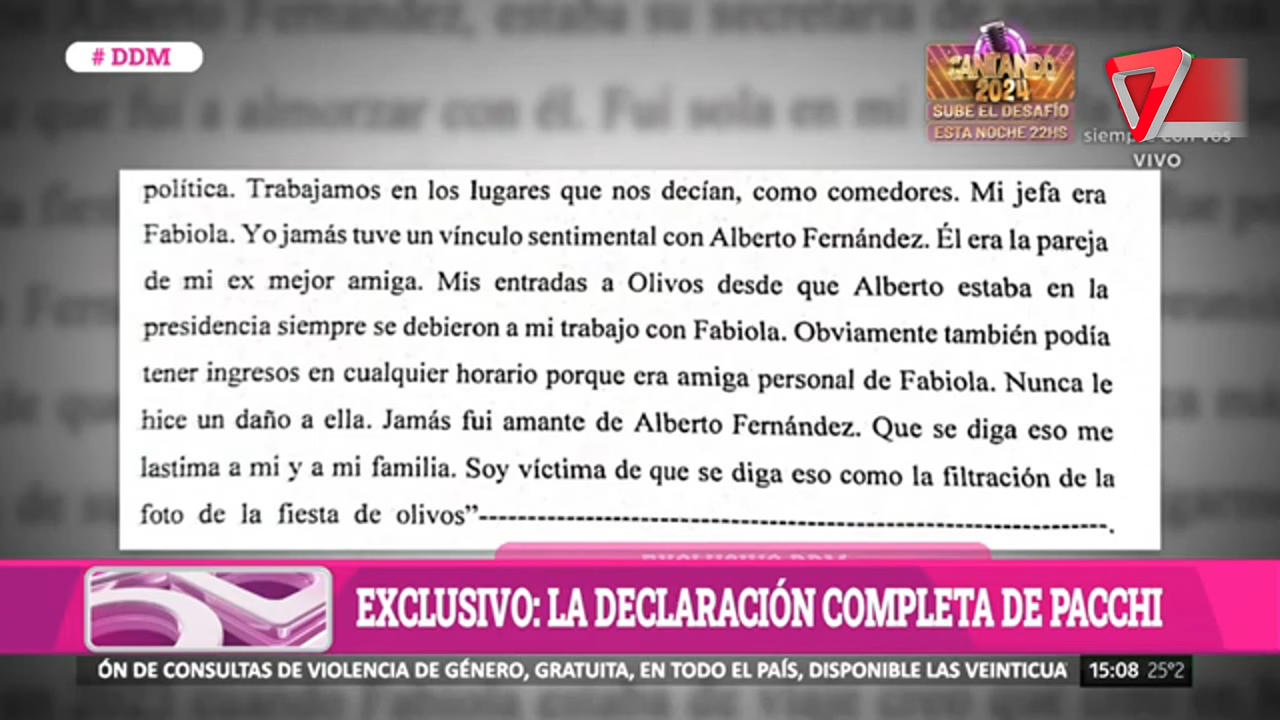 # DDM
CANTANDO
2024
SUBE EL DESAFÍO
ESTA NOCHE 22HS
siempre con vos
VIVO
política. Trabajamos en los lugares que nos decían, como comedores. Mi jefa era
Fabiola. Yo jamás tuve un vínculo sentimental con Alberto Fernández. Él era la pareja
de mi ex mejor amiga. Mis entradas a Olivos desde que Alberto estaba en la
presidencia siempre se debieron a mi trabajo con Fabiola. Obviamente también podía
tener ingresos en cualquier horario porque era amiga personal de Fabiola. Nunca le
hice un daño a ella. Jamás fui amante de Alberto Fernández. Que se diga eso me
lastima a mi y a mi familia. Soy víctima de que se diga eso como la filtración de la
foto de la fiesta de olivos”------------------------------------------------------------.
EXCLUSIVO DDM
EXCLUSIVO: LA DECLARACIÓN COMPLETA DE PACCHI
ÓN DE CONSULTAS DE VIOLENCIA DE GÉNERO, GRATUITA, EN TODO EL PAÍS, DISPONIBLE LAS VEINTICUA
15:08 25°2